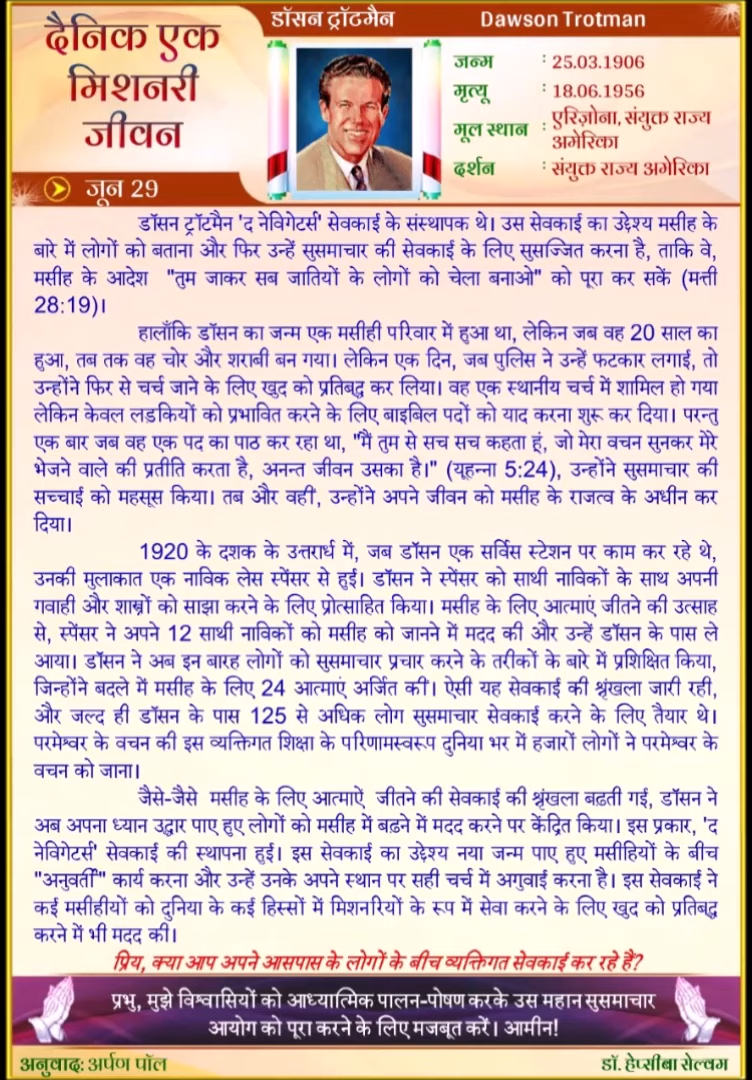 दैनिक एक
मिशनरी
जीवन
जून 29
डॉसन ट्रॉटमैन Dawson Trotman
जन्म : 25.03.1906
मृत्यू : 18.06.1956
मूल स्थान : एरिज़ोना, संयुक्त राज्य
अमेरिका
दर्शन : संयुक्त राज्य अमेरिका
डॉसन ट्रॉटमैन 'द नेविगेटर्स' सेवकाई के संस्थापक थे। उस सेवकाई का उद्देश्य मसीह के
बारे में लोगों को बताना और फिर उन्हें सुसमाचार की सेवकाई के लिए सुसज्जित करना है, ताकि वे,
मसीह के आदेश "तुम जाकर सब जातियों के लोगों को चेला बनाओ" को पूरा कर सकें (मत्ती
28:19)।
हालाँकि डॉसन का जन्म एक मसीही परिवार में हुआ था, लेकिन जब वह 20 साल का
हुआ, तब तक वह चोर और शराबी बन गया। लेकिन एक दिन, जब पुलिस ने उन्हें फटकार लगाई, तो
उन्होंने फिर से चर्च जाने के लिए खुद को प्रतिबद्ध कर लिया। वह एक स्थानीय चर्च में शामिल हो गया
लेकिन केवल लडकियों को प्रभावित करने के लिए बाइबिल पदों को याद करना शुरू कर दिया। परन्तु
एक बार जब वह एक पद का पाठ कर रहा था, "मैं तुम से सच सच कहता हूं, जो मेरा वचन सुनकर मेरे
भेजने वाले की प्रतीति करता है, अनन्त जीवन उसका है।" (यूहन्ना 5:24), उन्होंने सुसमाचार की
सच्चाई को महसूस किया। तब और वहीं, उन्होंने अपने जीवन को मसीह के राजत्व के अधीन कर
दिया।
1920 के दशक के उत्तरार्ध में, जब डॉसन एक सर्विस स्टेशन पर काम कर रहे थे,
उनकी मुलाकात एक नाविक लेस स्पेंसर से हुई। डॉसन ने स्पेंसर को साथी नाविकों के साथ अपनी
गवाही और शास्त्रों को साझा करने के लिए प्रोत्साहित किया। मसीह के लिए आत्माएं जीतने की उत्साह
से, स्पेंसर ने अपने 12 साथी नाविकों को मसीह को जानने में मदद की और उन्हें डॉसन के पास ले
आया। डॉसन ने अब इन बारह लोगों को सुसमाचार प्रचार करने के तरीकों के बारे में प्रशिक्षित किया,
जिन्होंने बदले में मसीह के लिए 24 आत्माएं अर्जित कीं। ऐसी यह सेवकाई की श्रृंखला जारी रही,
और जल्द ही डॉसन के पास 125 से अधिक लोग सुसमाचार सेवकाई करने के लिए तैयार थे।
परमेश्वर के वचन की इस व्यक्तिगत शिक्षा के परिणामस्वरूप दुनिया भर में हजारों लोगों ने परमेश्वर के
वचन को जाना।
जैसे-जैसे मसीह के लिए आत्माऐं जीतने की सेवकाई की श्रृंखला बढती गई, डॉसन ने
अब अपना ध्यान उद्धार पाए हुए लोगों को मसीह में बढने में मदद करने पर केंद्रित किया। इस प्रकार, 'द
नेविगेटर्स' सेवकाई की स्थापना हुई। इस सेवकाई का उद्देश्य नया जन्म पाए हुए मसीहियों के बीच
"अनुवर्ती" कार्य करना और उन्हें उनके अपने स्थान पर सही चर्च में अगुवाई करना है। इस सेवकाई ने
कई मसीहीयों को दुनिया के कई हिस्सों में मिशनरियों के रूप में सेवा करने के लिए खुद को प्रतिबद्ध
करने में भी मदद की।
प्रिय, क्या आप अपने आसपास के लोगों के बीच व्यक्तिगत सेवकाई कर रहे हैं?
प्रभु, मुझे विश्वासियों को आध्यात्मिक पालन-पोषण करके उस महान सुसमाचार
आयोग को पूरा करने के लिए मजबूत करें। आमीन!
अनुवाद: अर्पण पॉल डॉ. हेप्सीबा सेल्वम